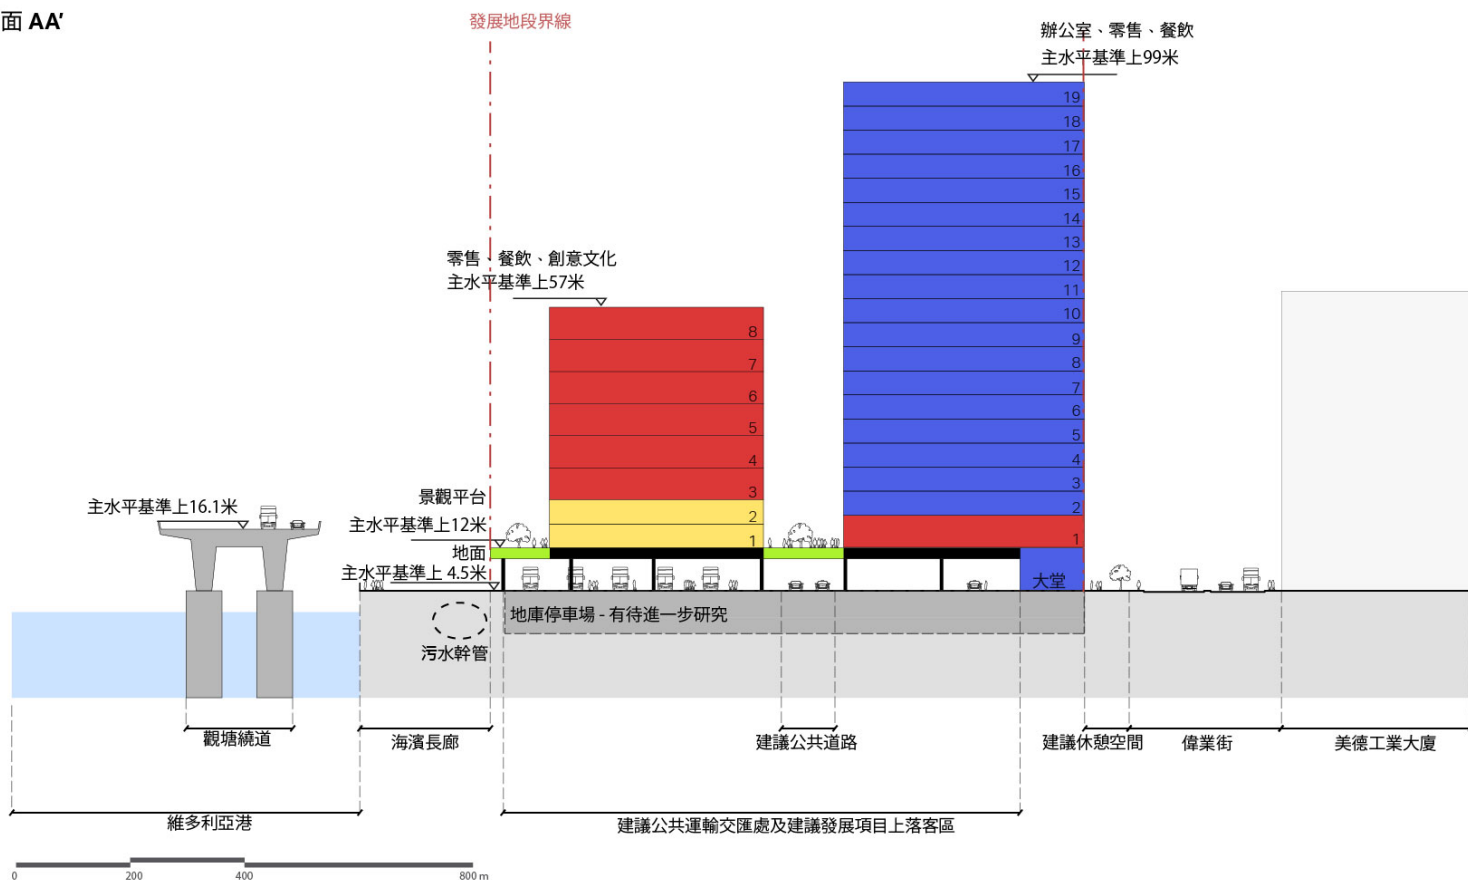 面 AA'
發展地段界線
辦公室、零售、餐飲
主水平基準上99米
19
18
17
16
15
14
13
12
11
10
9
8
7
6
5
4
3
2
1
大堂
零售、餐飲、創意文化
主水平基準上57米
8
7
6
5
4
3
2
1
景觀平台
主水平基準上12米
地面
主水平基準上 4.5米
主水平基準上16.1米
地庫停車場 - 有待進一步研究
污水幹管
觀塘繞道
海濱長廊
建議公共道路
建議休憩空間
偉業街
美德工業大廈
維多利亞港
建議公共運輸交匯處及建議發展項目上落客區
0
200
400
800 m